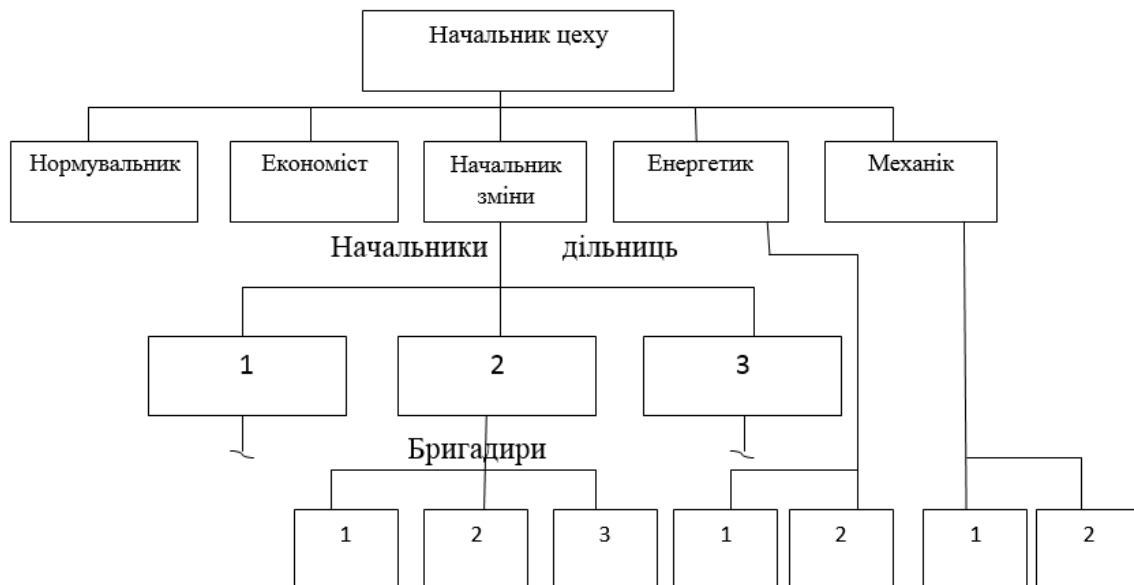 Начальник цеху
Нормувальник
Економіст
Начальник
зміни
Енергетик
Механік
Начальники дільниць
1
2
3
Бригадири
1
2
3
1
2
1
2